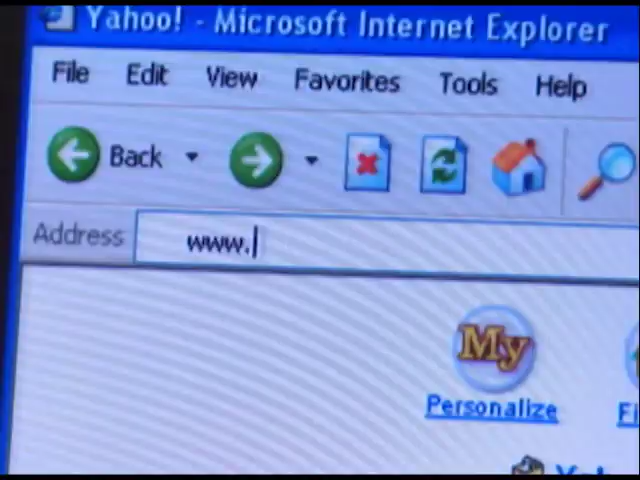 Yahoo! - Microsoft Internet Explorer
File Edit View Favorites Tools Help
Back
Address www.
My
Personalize